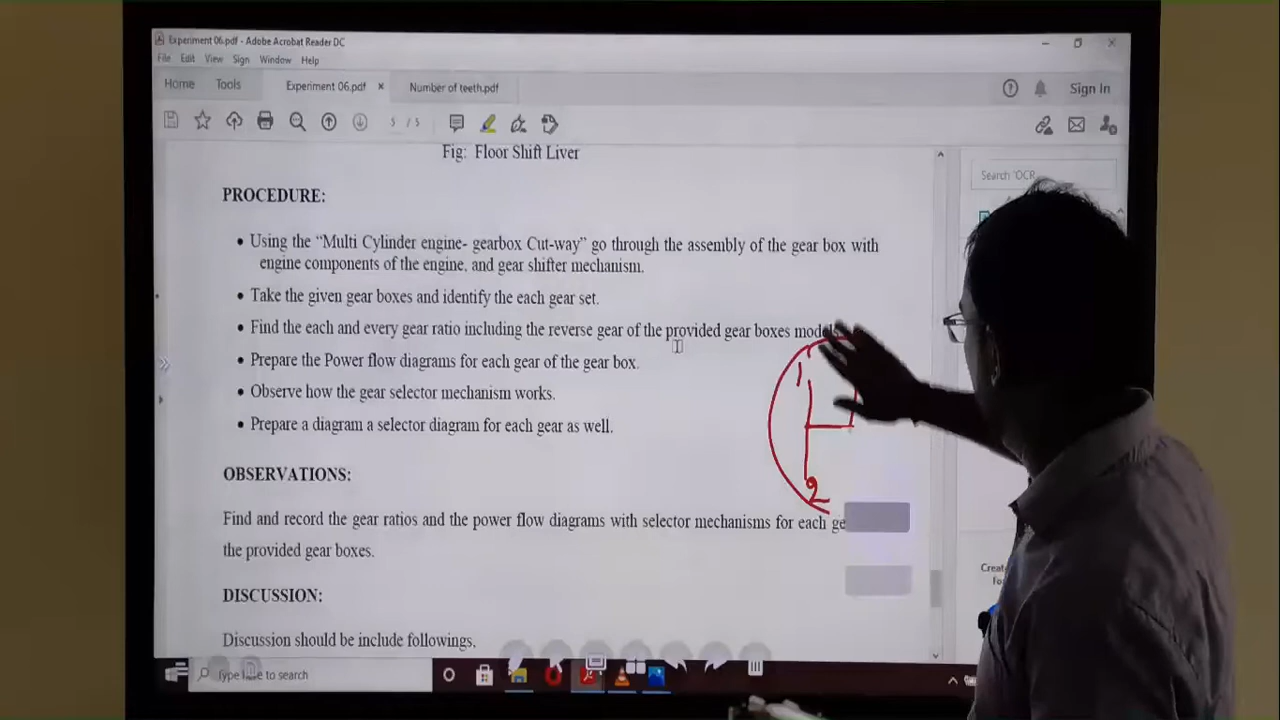 Experiment 06.pdf - Adobe Acrobat Reader DC
File Edit View Sign Window Help
Home Tools Experiment 06.pdf × Number of teeth.pdf Sign In
5 / 5
Search 'OCR
Fig: Floor Shift Liver
PROCEDURE:
• Using the “Multi Cylinder engine- gearbox Cut-way” go through the assembly of the gear box with
engine components of the engine, and gear shifter mechanism.
• Take the given gear boxes and identify the each gear set.
• Find the each and every gear ratio including the reverse gear of the provided gear boxes
• Prepare the Power flow diagrams for each gear of the gear box.
1
• Observe how the gear selector mechanism works.
• Prepare a diagram a selector diagram for each gear as well.
2
OBSERVATIONS:
Find and record the gear ratios and the power flow diagrams with selector mechanisms for each ge
the provided gear boxes.
Create
DISCUSSION:
Discussion should be include followings.
Type here to search